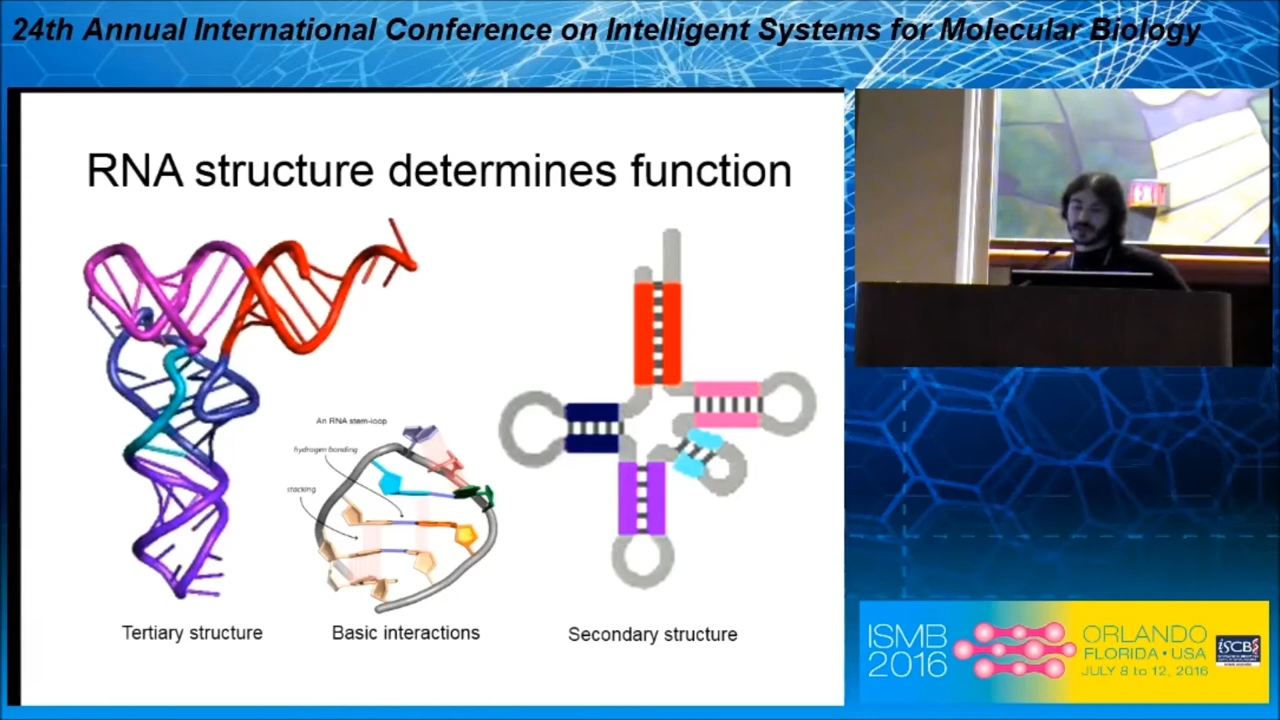 24th Annual International Conference on Intelligent Systems for Molecular Biology
RNA structure determines function
An RNA stem-loop
hydrogen bonding
stacking
Tertiary structure
Basic interactions
Secondary structure
EXIT
ISMB
2016
ORLANDO
FLORIDA • USA
JULY 8 to 12, 2016
ISCB